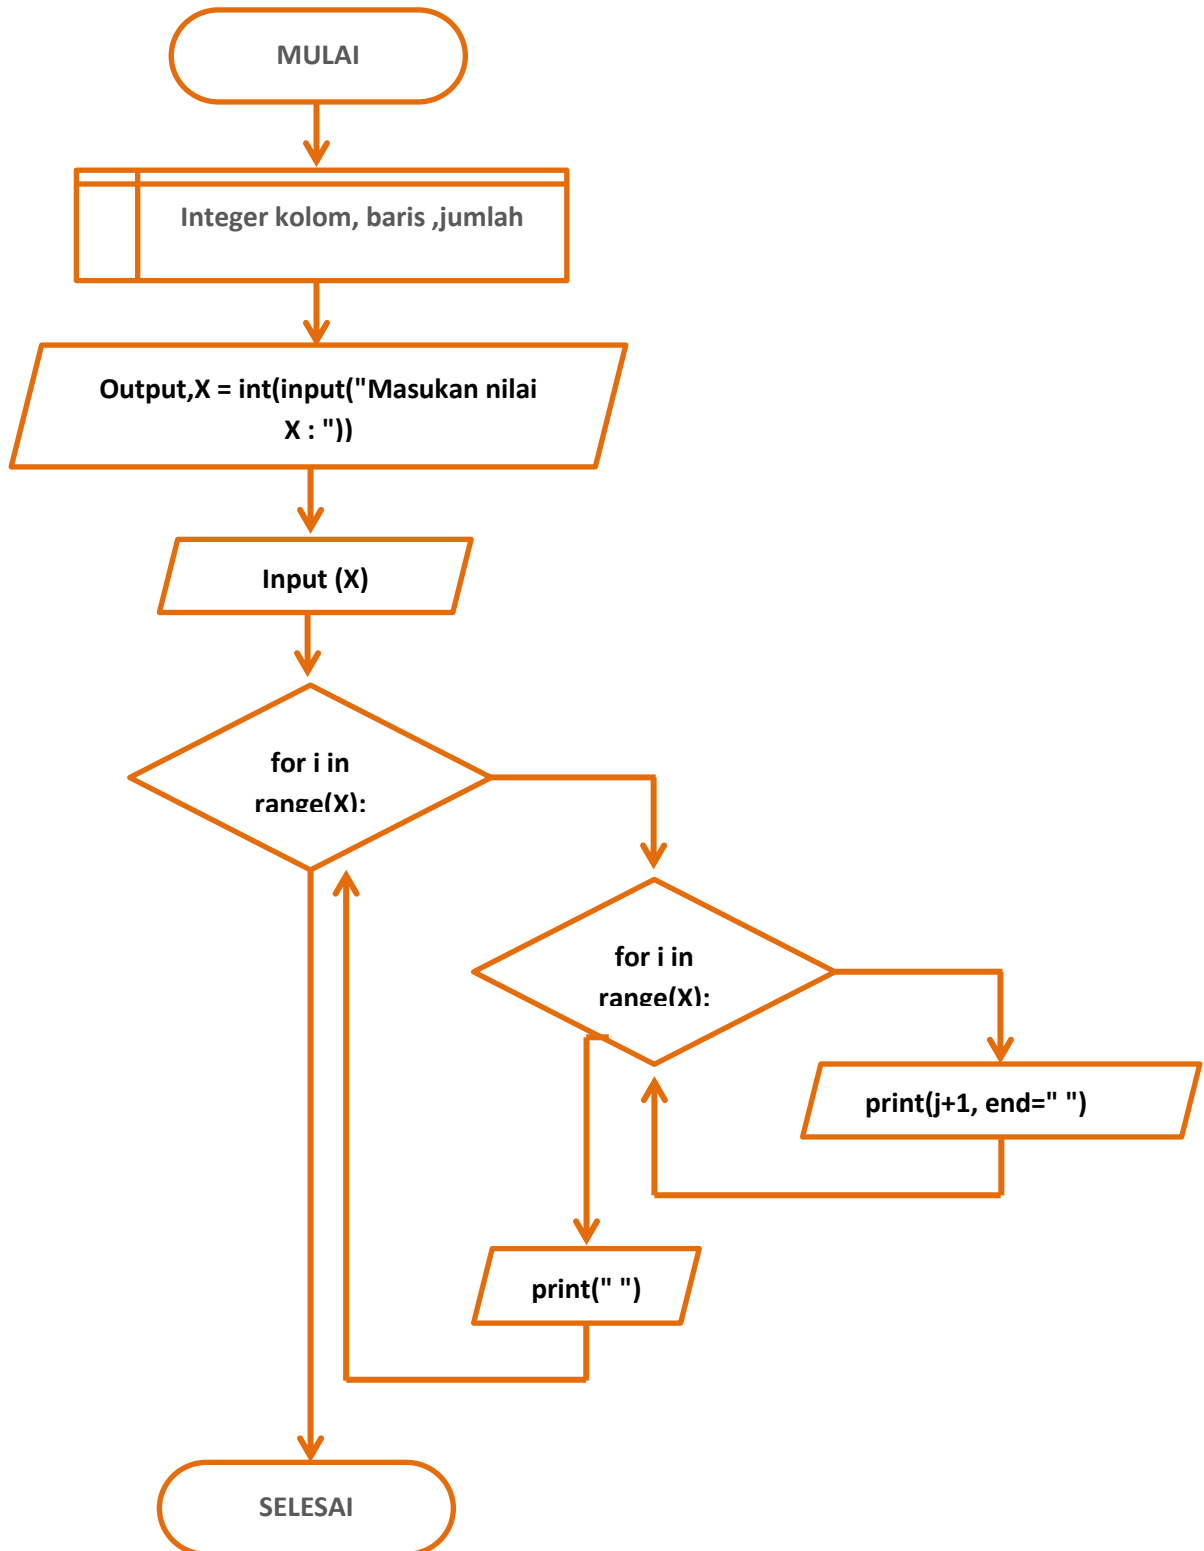 MULAI
Integer kolom, baris ,jumlah
Output,X = int(input("Masukan nilai
X : "))
Input (X)
for i in
range(X):
for i in
range(X):
print(j+1, end=" ")
print(" ")
SELESAI